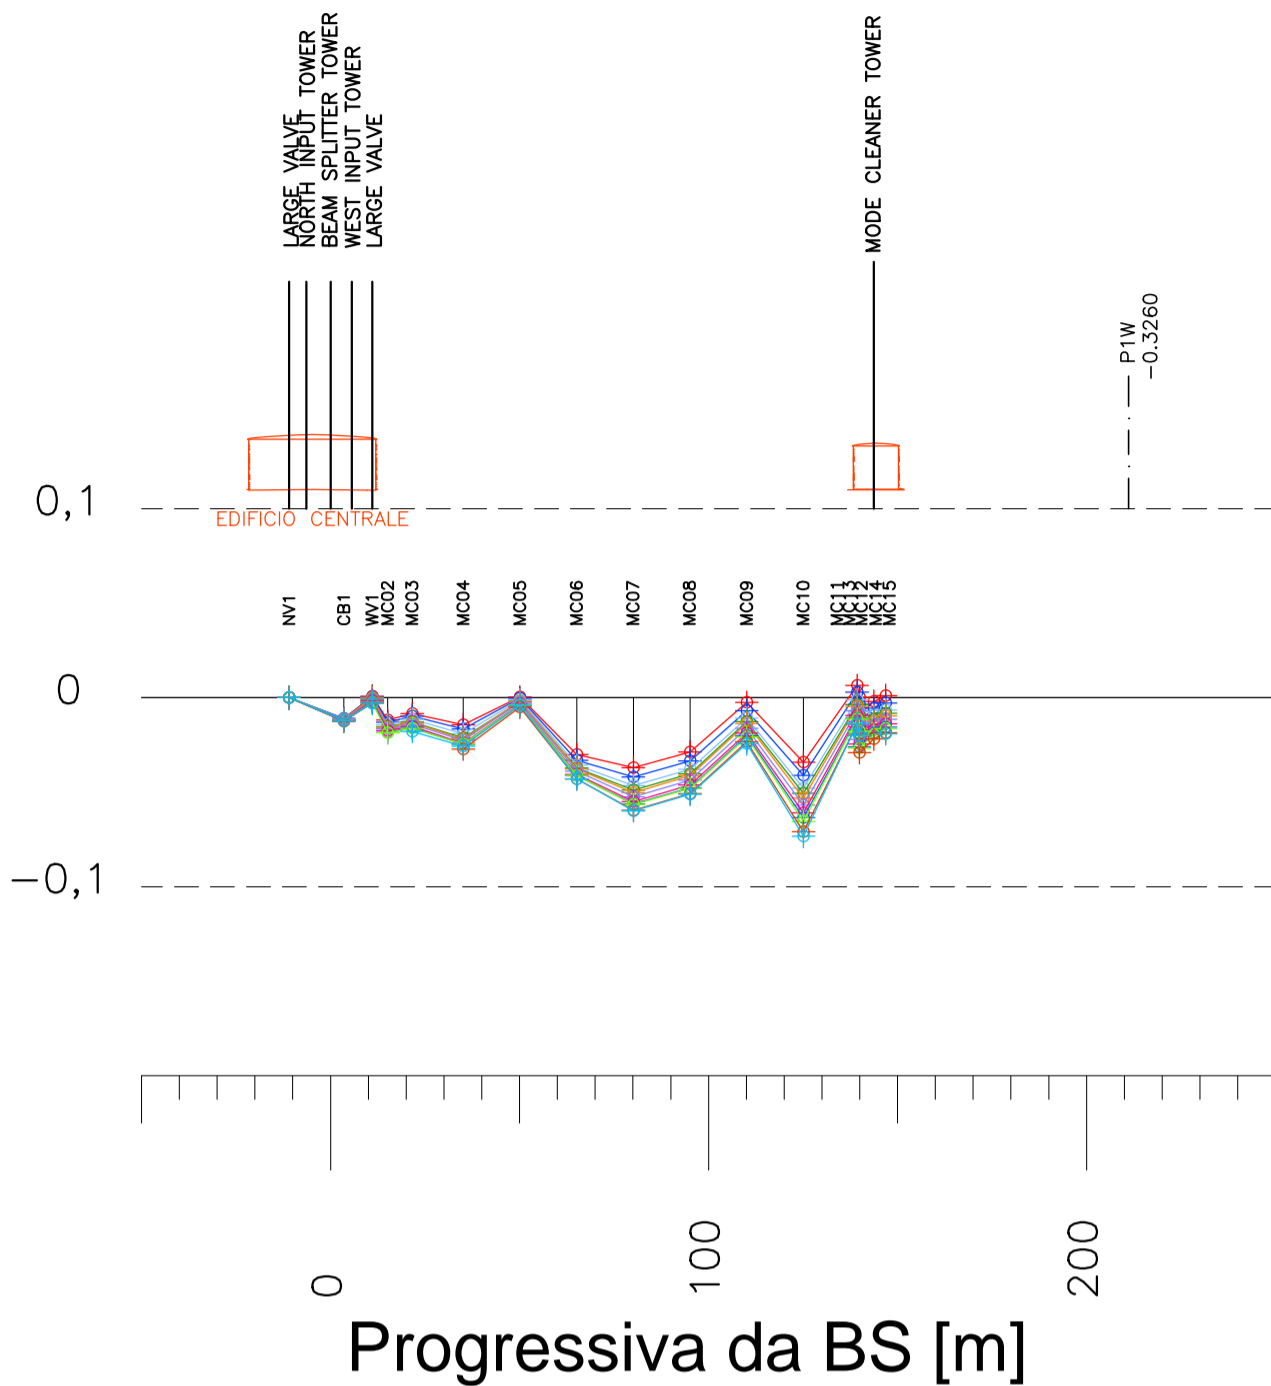 LARGE VALVE
NORTH INPUT TOWER
BEAM SPLITTER TOWER
WEST INPUT TOWER
LARGE VALVE
MODE CLEANER TOWER
P1W
-0.3260
0,1
EDIFICIO CENTRALE
NV1
CB1
WV1
MC02
MC03
MC04
MC05
MC06
MC07
MC08
MC09
MC10
MC11
MC13
MC12
MC14
MC15
0
-0,1
0
100
200
Progressiva da BS [m]